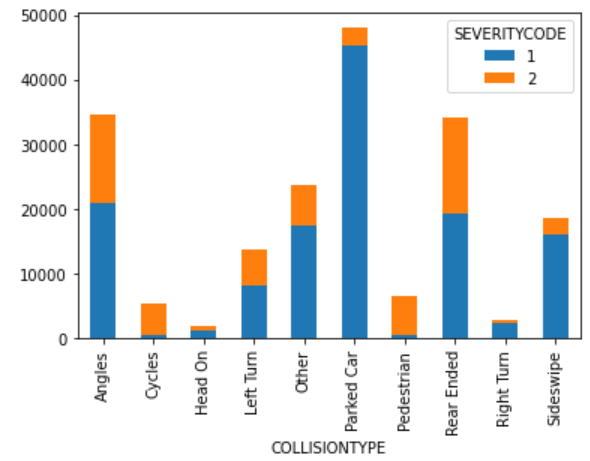 50000
40000
30000
20000
10000
0
SEVERITYCODE
1
2
Angles
Cycles
Head On
Left Turn
Other
Parked Car
Pedestrian
Rear Ended
Right Turn
Sideswipe
COLLISIONTYPE